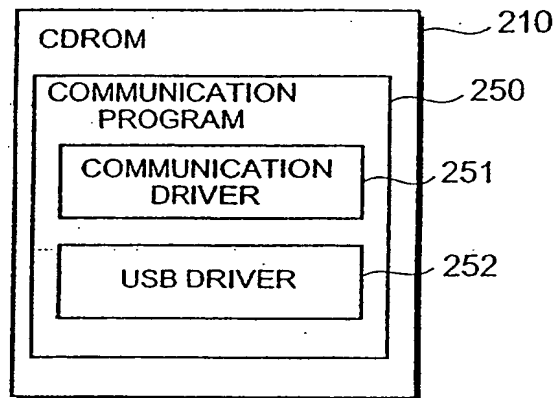 CDROM
210
COMMUNICATION
PROGRAM
250
COMMUNICATION
DRIVER
251
USB DRIVER
252